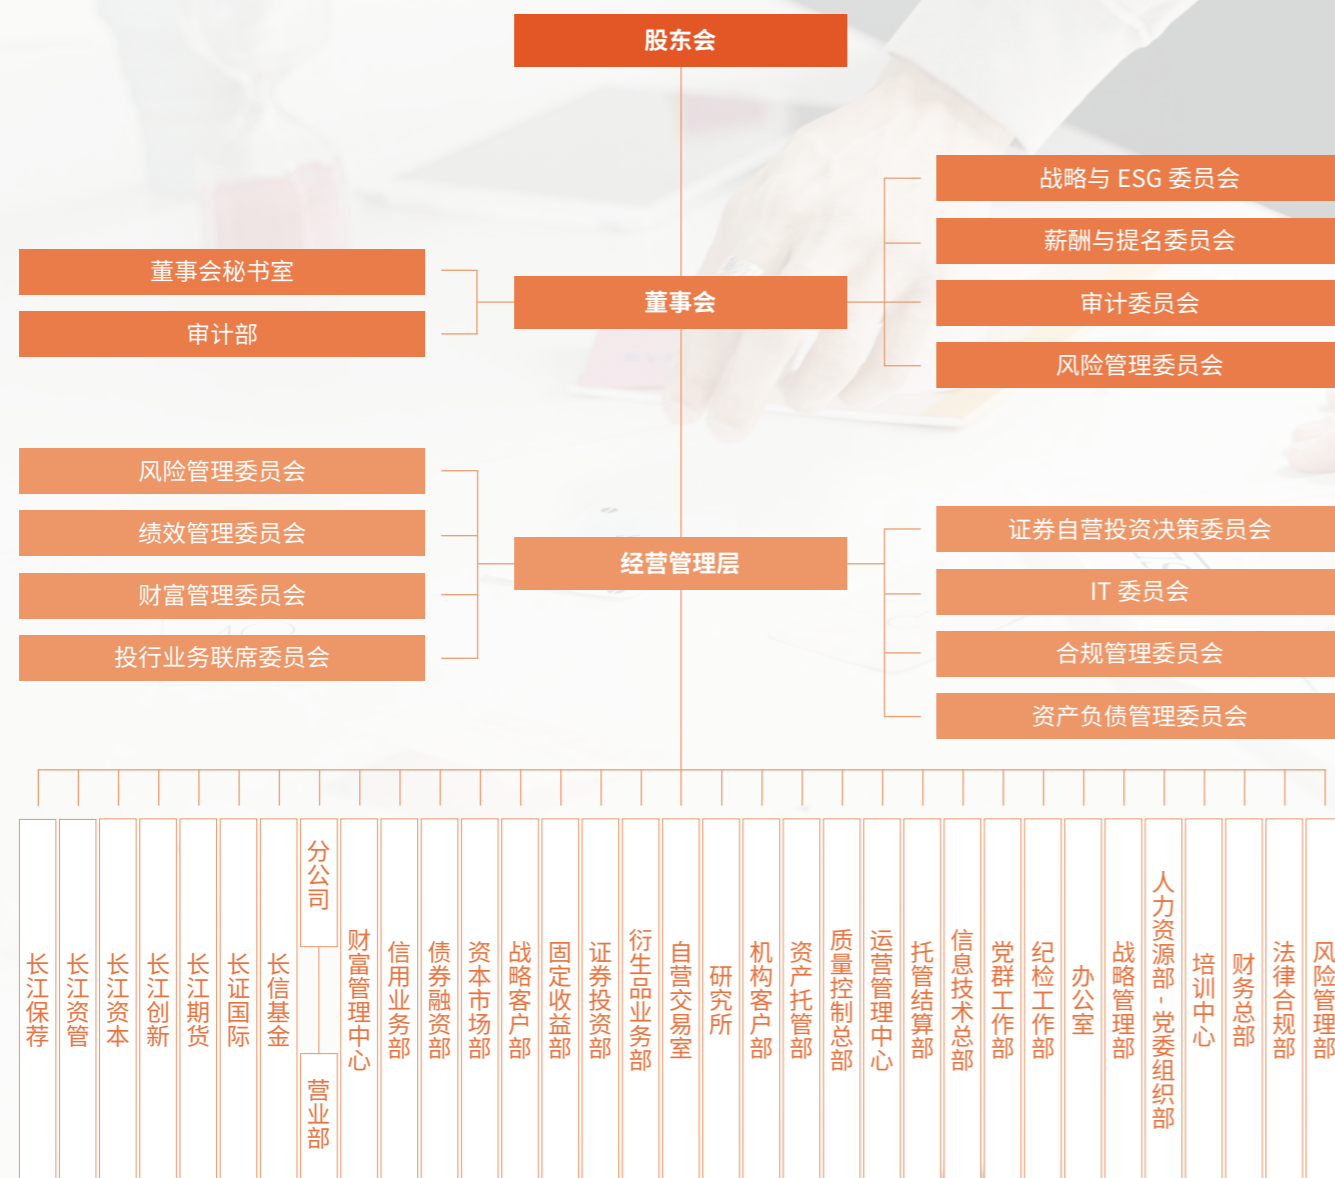 股东会
战略与 ESG 委员会
薪酬与提名委员会
审计委员会
风险管理委员会
董事会秘书室
审计部
董事会
风险管理委员会
绩效管理委员会
财富管理委员会
投行业务联席委员会
经营管理层
证券自营投资决策委员会
IT 委员会
合规管理委员会
资产负债管理委员会
长江保荐
长江资管
长江资本
长江创新
长江期货
长证国际
长信基金
分公司
营业部
财富管理中心
信用业务部
债券融资部
资本市场部
战略客户部
固定收益部
证券投资部
衍生品业务部
自营交易室
研究所
机构客户部
资产托管部
质量控制总部
运营管理中心
托管结算部
信息技术总部
党群工作部
纪检工作部
办公室
战略管理部
人力资源部-党委组织部
培训中心
财务总部
法律合规部
风险管理部